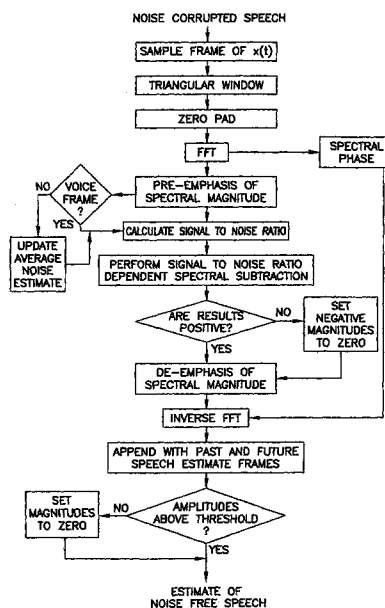 NOISE CORRUPTED SPEECH
SAMPLE FRAME OF x(t)
TRIANGULAR WINDOW
ZERO PAD
FFT
SPECTRAL
PHASE
NO
VOICE
FRAME
?
YES
PRE-EMPHASIS OF
SPECTRAL MAGNITUDE
CALCULATE SIGNAL TO NOISE RATIO
UPDATE
AVERAGE
NOISE
ESTIMATE
PERFORM SIGNAL TO NOISE RATIO
DEPENDENT SPECTRAL SUBTRACTION
ARE RESULTS
POSITIVE?
NO
YES
SET
NEGATIVE
MAGNITUDES
TO ZERO
DE-EMPHASIS OF
SPECTRAL MAGNITUDE
INVERSE FFT
APPEND WITH PAST AND FUTURE
SPEECH ESTIMATE FRAMES
SET
MAGNITUDES
TO ZERO
NO
AMPLITUDES
ABOVE THRESHOLD
?
YES
ESTIMATE OF
NOISE FREE SPEECH